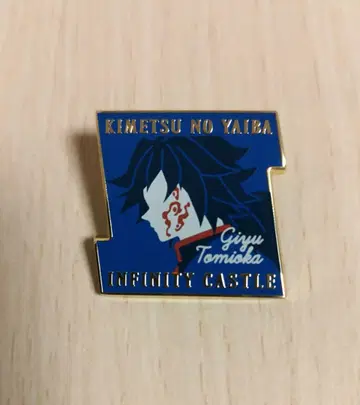 KIMETSU NO YAIBA
Giyu
Tomioka
INFINITY CASTLE